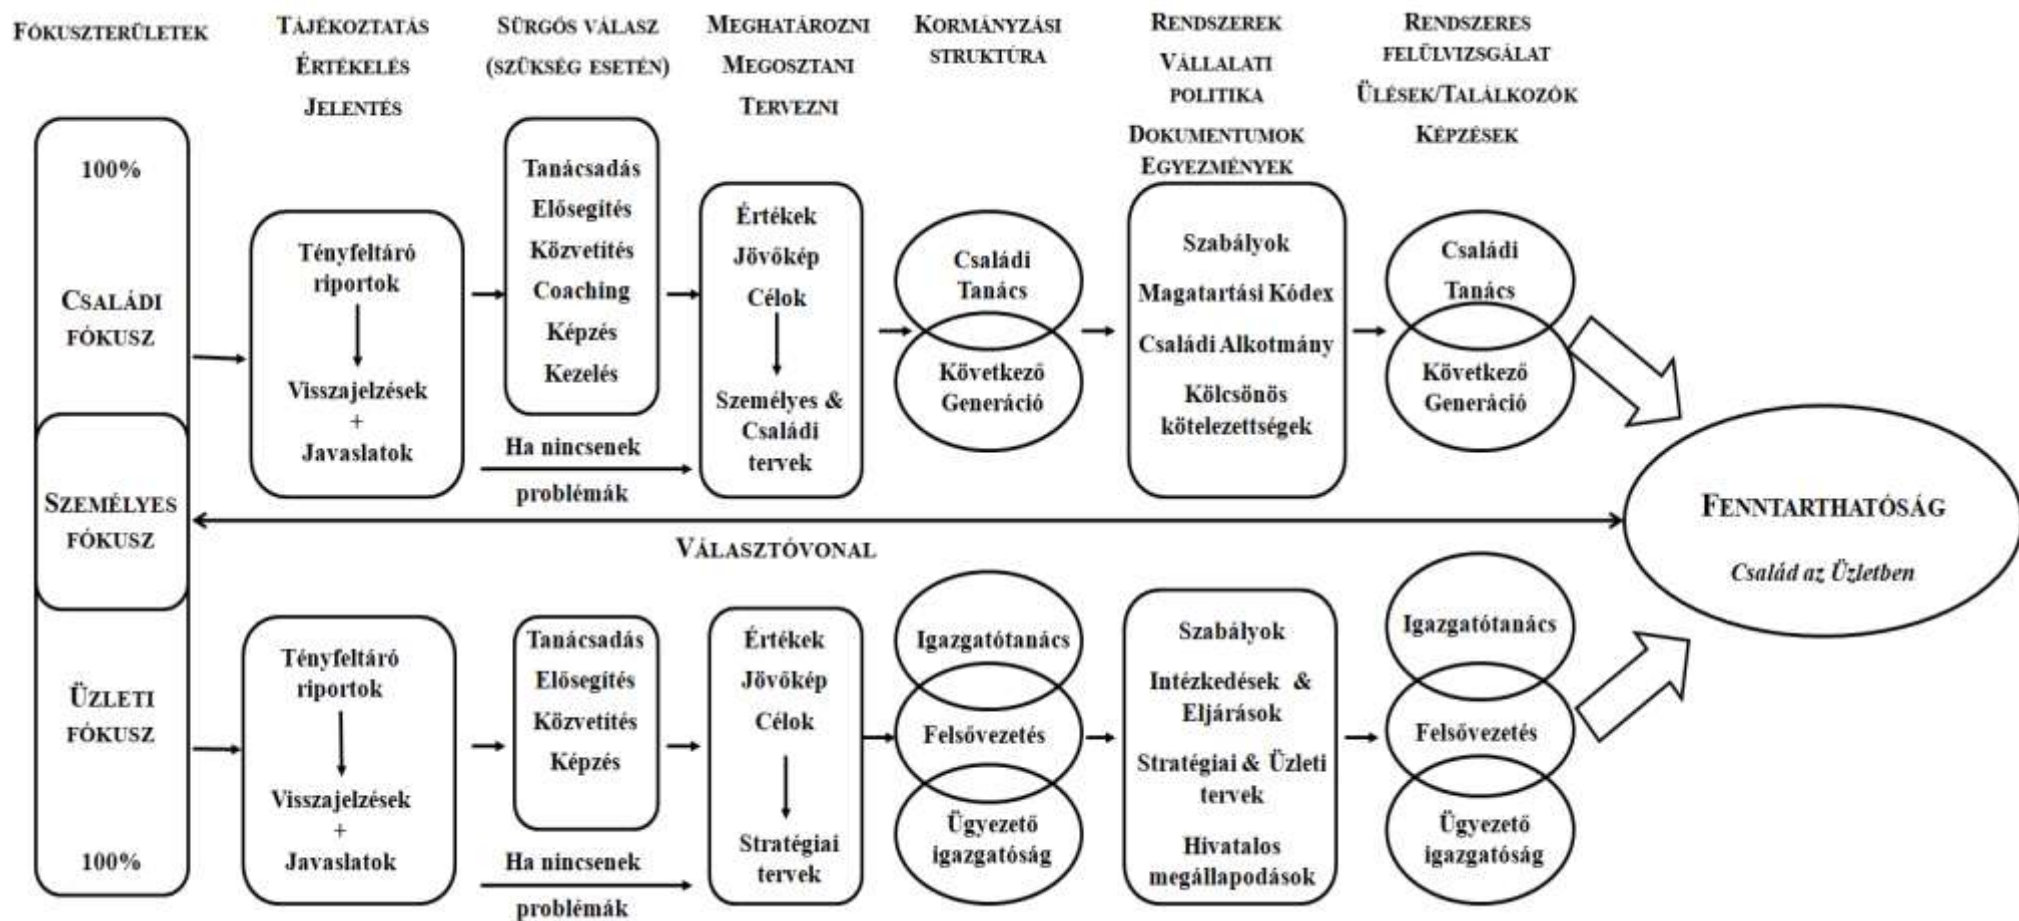 FÓKUSZTERÜLETEK
TÁJÉKOZTATÁS
ÉRTÉKELÉS
JELENTÉS
SÜRGŐS VÁLASZ
(SZÜKSÉG ESETÉN)
MEGHATÁROZNI
MEGOSZTANI
TERVEZNI
KORMÁNYZÁSI
STRUKTÚRA
RENDSZEREK
VÁLLALATI
POLITIKA
DOKUMENTUMOK
EGYEZMÉNYEK
RENDSZERES
FELÜLVIZSGÁLAT
ÜLÉSEK/TALÁLKOZÓK
KÉPZÉSEK
100%
CSALÁDI
FÓKUSZ
SZEMÉLYES
FÓKUSZ
ÜZLETI
FÓKUSZ
100%
Tényfeltáró
riportok
Visszajelzések
+
Javaslatok
Tanácsadás
Elősegítés
Közvetítés
Coaching
Képzés
Kezelés
Ha nincsenek
problémák
Értékek
Jövőkép
Célok
Személyes &
Családi
tervek
Családi
Tanács
Következő
Generáció
Szabályok
Magatartási Kódex
Családi Alkotmány
Kölcsönös
kötelezettségek
Családi
Tanács
Következő
Generáció
VÁLASZTÓVONAL
FENNTARTHATÓSÁG
Család az Üzletben
Tényfeltáró
riportok
Visszajelzések
+
Javaslatok
Tanácsadás
Elősegítés
Közvetítés
Képzés
Ha nincsenek
problémák
Értékek
Jövőkép
Célok
Stratégiai
tervek
Igazgatótanács
Felsővezetés
Ügyezető
igazgatóság
Szabályok
Intézkedések &
Eljárások
Stratégiai & Üzleti
tervek
Hivatalos
megállapodások
Igazgatótanács
Felsővezetés
Ügyezető
igazgatóság